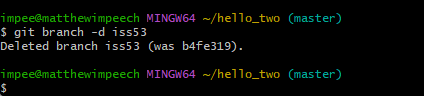 impee@matthewimpeech MINGW64 ~/hello_two (master)
$ git branch -d iss53
Deleted branch iss53 (was b4fe319).
impee@matthewimpeech MINGW64 ~/hello_two (master)
$